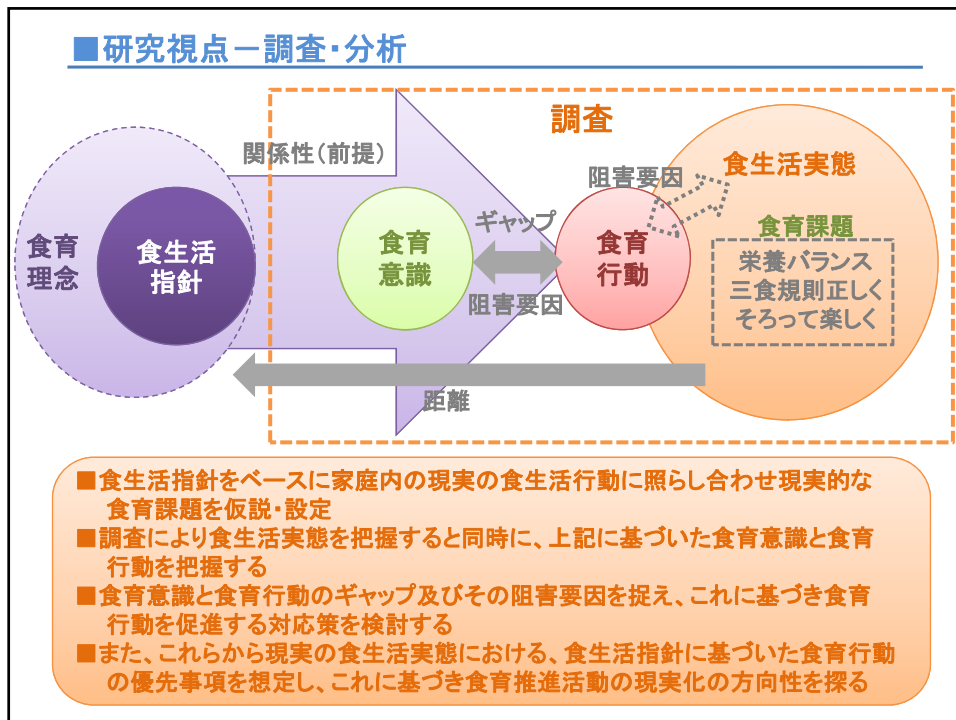 ■研究視点－調査・分析
調査
関係性（前提）
阻害要因
食生活実態
ギャップ
食育課題
食育
理念
食生活
指針
食育
意識
食育
行動
栄養バランス
三食規則正しく
そろって楽しく
阻害要因
距離
■食生活指針をベースに家庭内の現実の食生活行動に照らし合わせ現実的な
食育課題を仮説・設定
■調査により食生活実態を把握すると同時に、上記に基づいた食育意識と食育
行動を把握する
■食育意識と食育行動のギャップ及びその阻害要因を捉え、これに基づき食育
行動を促進する対応策を検討する
■また、これらから現実の食生活実態における、食生活指針に基づいた食育行動
の優先事項を想定し、これに基づき食育推進活動の現実化の方向性を探る